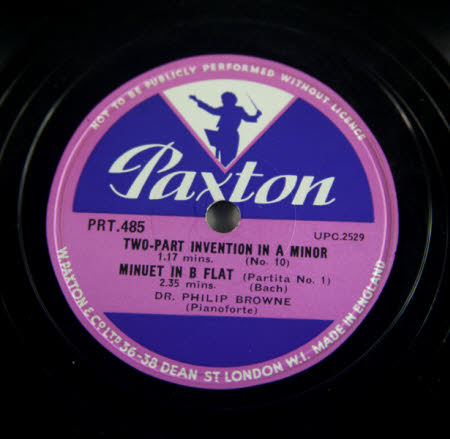 NOT TO BE PUBLICLY PERFORMED WITHOUT LICENCE
Paxton
PRT.485
UPC.2529
TWO-PART INVENTION IN A MINOR
1.17 mins. (No. 10)
MINUET IN B FLAT (Partita No. 1)
2.35 mins. (Bach)
DR. PHILIP BROWNE
(Pianoforte)
W. PAXTON & CO LTD 36-38 DEAN ST LONDON W.I. MADE IN ENGLAND